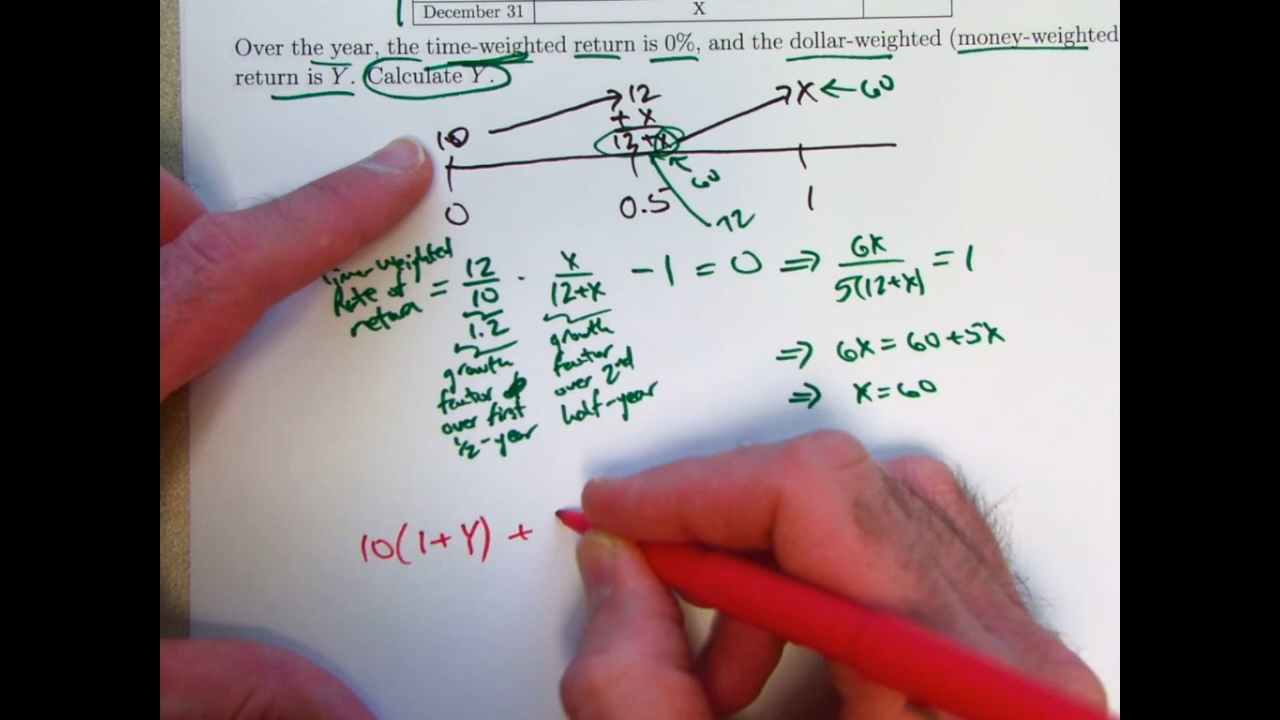 December 31 X
Over the year, the time-weighted return is 0%, and the dollar-weighted (money-weighted
return is Y. Calculate Y.
12
+ X
10 12+X X ← 60
60
0 0.5 1
72
time weighted
Rate of
return = 12/10 · X/(12+X) - 1 = 0 ⇒ 6X/5(12+X) = 1
1.2
growth factor over first 1/2-year
growth factor over 2nd half-year
⇒ 6X = 60+5X
⇒ X = 60
10(1+Y) +